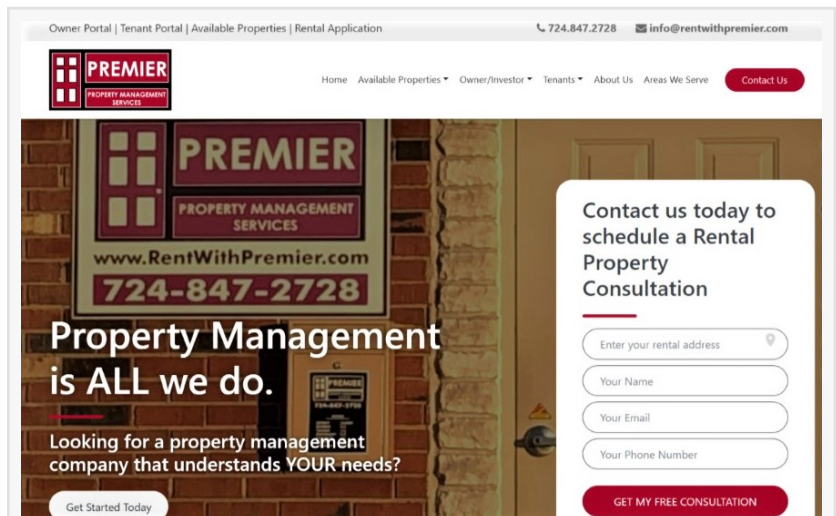 Owner Portal | Tenant Portal | Available Properties | Rental Application
724.847.2728
info@rentwithpremier.com
PREMIER
PROPERTY MANAGEMENT
SERVICES
Home
Available Properties
Owner/Investor
Tenants
About Us
Areas We Serve
Contact Us
PREMIER
PROPERTY MANAGEMENT
SERVICES
www.RentWithPremier.com
724-847-2728
PREMIER
724-847-2728
Property Management
is ALL we do.
Looking for a property management
company that understands YOUR needs?
Get Started Today
Contact us today to
schedule a Rental
Property
Consultation
Enter your rental address
Your Name
Your Email
Your Phone Number
GET MY FREE CONSULTATION